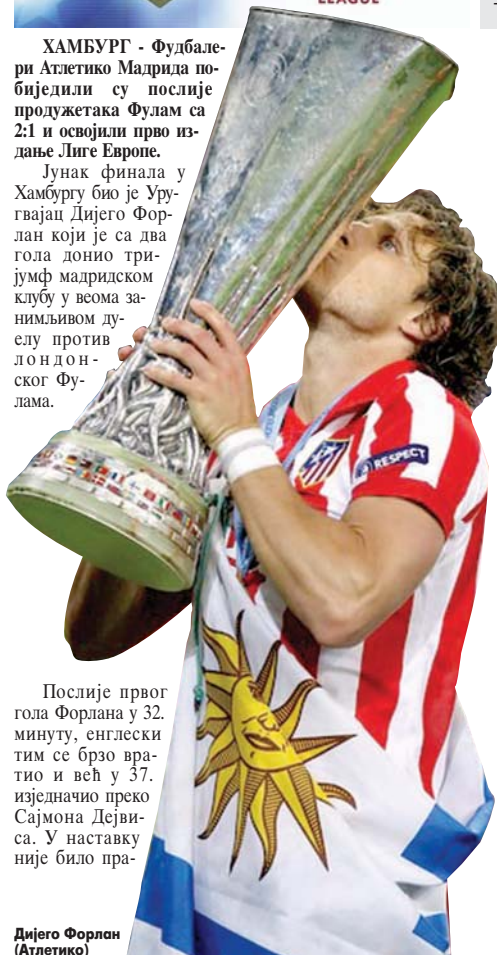 LEAGUE
ХАМБУРГ - Фудбале-
ри Атлетико Мадрида по-
биједили су послије
продужетака Фулам са
2:1 и освојили прво из-
дање Лиге Европе.
Јунак финала у
Хамбургу био је Уру-
гвајац Дијего Фор-
лан који је са два
гола донио три-
јумф мадридском
клубу у веома за-
нимљивом ду-
елу против
лондон-
ског Фу-
лама.
RESPECT
Послије првог
гола Форлана у 32.
минуту, енглески
тим се брзо вра-
тио и већ у 37.
изједначио преко
Сајмона Дејви-
са. У наставку
није било пра-
Дијего Форлан
(Атлетико)